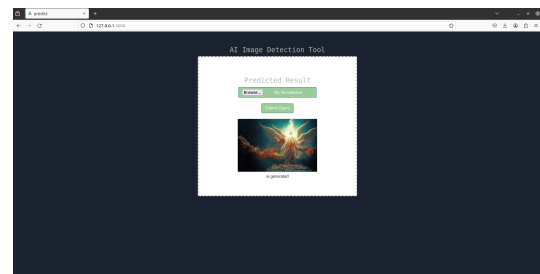 predict
127.0.0.1:5000
AI Image Detection Tool
Predicted Result
Browse... No file selected.
Submit Query
ai generated